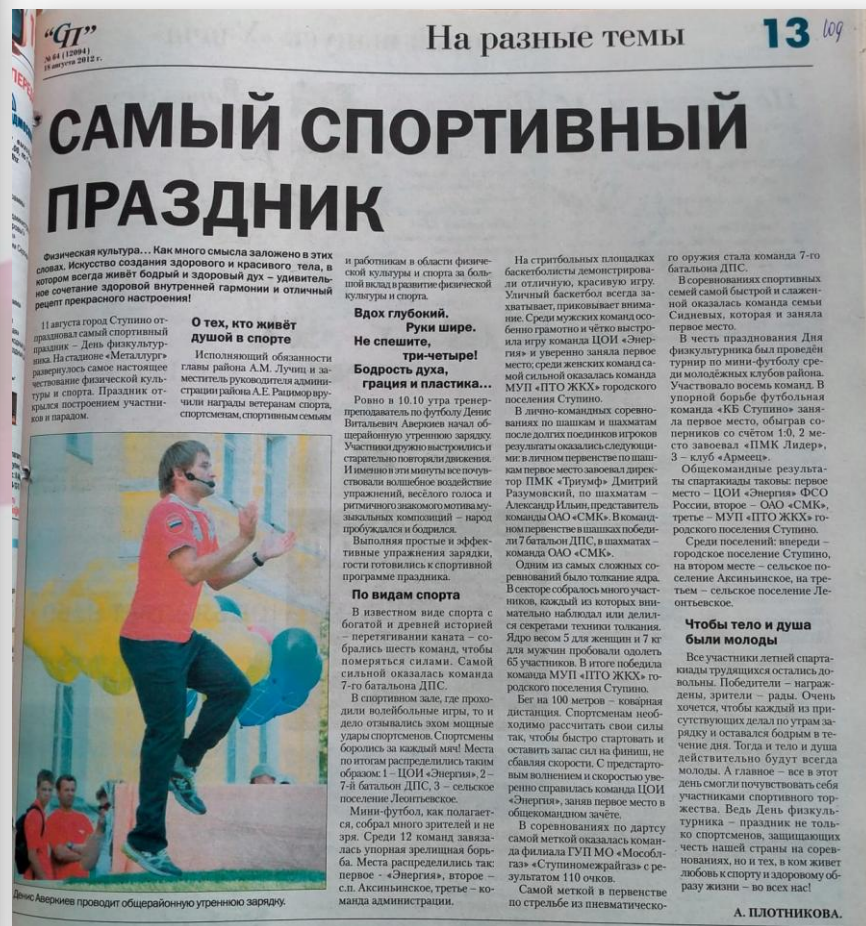 “СП”
№ 64 (12094)
18 августа 2012 г.
На разные темы
13
109
САМЫЙ СПОРТИВНЫЙ
ПРАЗДНИК
Физическая культура… Как много смысла заложено в этих
словах. Искусство создания здорового и красивого тела, в
котором всегда живёт бодрый и здоровый дух – удивитель-
ное сочетание здоровой внутренней гармонии и отличный
рецепт прекрасного настроения!
11 августа город Ступино от-
праздновал самый спортивный
праздник – День физкультур-
ника. На стадионе «Металлург»
развернулось самое настоящее
чествование физической куль-
туры и спорта. Праздник от-
крылся построением участни-
ков и парадом.
О тех, кто живёт
душой в спорте
Исполняющий обязанности
главы района А.М. Лучиц и за-
меститель руководителя админи-
страции района А.Е. Рацимор вру-
чили награды ветеранам спорта,
спортсменам, спортивным семьям
Денис Аверкиев проводит общерайонную утреннюю зарядку.
и работникам в области физиче-
ской культуры и спорта за боль-
шой вклад в развитие физической
культуры и спорта.
Вдох глубокий.
Руки шире.
Не спешите,
три-четыре!
Бодрость духа,
грация и пластика…
Ровно в 10.10 утра тренер-
преподаватель по футболу Денис
Витальевич Аверкиев начал об-
щерайонную утреннюю зарядку.
Участники дружно выстроились и
старательно повторяли движения.
И именно в эти минуты все почув-
ствовали волшебное воздействие
упражнений, весёлого голоса и
ритмичного знакомого мотива му-
зыкальных композиций – народ
пробуждался и бодрился.
Выполняя простые и эффек-
тивные упражнения зарядки,
гости готовились к спортивной
программе праздника.
По видам спорта
В известном виде спорта с
богатой и древней историей
– перетягивании каната – со-
брались шесть команд, чтобы
померяться силами. Самой
сильной оказалась команда
7-го батальона ДПС.
В спортивном зале, где прохо-
дили волейбольные игры, то и
дело отзывались эхом мощные
удары спортсменов. Спортсмены
боролись за каждый мяч! Места
по итогам распределились таким
образом: 1 – ЦОИ «Энергия», 2 –
7-й батальон ДПС, 3 – сельское
поселение Леонтьевское.
Мини-футбол, как полагает-
ся, собрал много зрителей и не
зря. Среди 12 команд завяза-
лась упорная зрелищная борь-
ба. Места распределились так:
первое - «Энергия», второе –
с.п. Аксиньинское, третье – ко-
манда администрации.
На стритбольных площадках
баскетболисты демонстрирова-
ли отличную, красивую игру.
Уличный баскетбол всегда за-
хватывает, приковывает внима-
ние. Среди мужских команд осо-
бенно грамотно и чётко выстро-
ила игру команда ЦОИ «Энер-
гия» и уверенно заняла первое
место; среди женских команд са-
мой сильной оказалась команда
МУП «ПТО ЖКХ» городского
поселения Ступино.
В лично-командных соревно-
ваниях по шашкам и шахматам
после долгих поединков игроков
результаты оказались следующи-
ми: в личном первенстве по шаш-
кам первое место завоевал дирек-
тор ПМК «Триумф» Дмитрий
Разумовский, по шахматам –
Александр Ильин, представитель
команды ОАО «СМК». В команд-
ном первенстве в шашках победи-
ли 7 батальон ДПС, в шахматах –
команда ОАО «СМК».
Одним из самых сложных со-
ревнований было толкание ядра.
В секторе собралось много участ-
ников, каждый из которых вни-
мательно наблюдал или делил-
ся секретами техники толкания.
Ядро весом 5 для женщин и 7 кг
для мужчин пробовали одолеть
65 участников. В итоге победила
команда МУП «ПТО ЖКХ» го-
родского поселения Ступино.
Бег на 100 метров – коварная
дистанция. Спортсменам необ-
ходимо рассчитать свои силы
так, чтобы быстро стартовать и
оставить запас сил на финиш, не
сбавляя скорости. С предстарто-
вым волнением и скоростью уве-
ренно справилась команда ЦОИ
«Энергия», заняв первое место в
общекомандном зачёте.
В соревнованиях по дартсу
самой меткой оказалась коман-
да филиала ГУП МО «Мособл-
газ» «Ступиномежрайгаз» с ре-
зультатом 110 очков.
Самой меткой в первенстве
по стрельбе из пневматическо-
го оружия стала команда 7-го
батальона ДПС.
В соревнованиях спортивных
семей самой быстрой и слажен-
ной оказалась команда семьи
Сидневых, которая и заняла
первое место.
В честь празднования Дня
физкультурника был проведён
турнир по мини-футболу сре-
ди молодёжных клубов района.
Участвовало восемь команд. В
упорной борьбе футбольная
команда «КБ Ступино» заня-
ла первое место, обыграв со-
перников со счётом 1:0, 2 ме-
сто завоевал «ПМК Лидер»,
3 – клуб «Армеец».
Общекомандные результа-
ты спартакиады таковы: первое
место – ЦОИ «Энергия» ФСО
России, второе – ОАО «СМК»,
третье – МУП «ПТО ЖКХ» го-
родского поселения Ступино.
Среди поселений: впереди –
городское поселение Ступино,
на втором месте – сельское по-
селение Аксиньинское, на тре-
тьем – сельское поселение Ле-
онтьевское.
Чтобы тело и душа
были молоды
Все участники летней спарта-
киады трудящихся остались до-
вольны. Победители – награж-
дены, зрители – рады. Очень
хочется, чтобы каждый из при-
сутствующих делал по утрам за-
рядку и оставался бодрым в те-
чение дня. Тогда и тело и душа
действительно будут всегда
молоды. А главное – все в этот
день смогли почувствовать себя
участниками спортивного тор-
жества. Ведь День физкуль-
турника – праздник не толь-
ко спортсменов, защищающих
честь нашей страны на сорев-
нованиях, но и тех, в ком живет
любовь к спорту и здоровому об-
разу жизни – во всех нас!
А. ПЛОТНИКОВА.